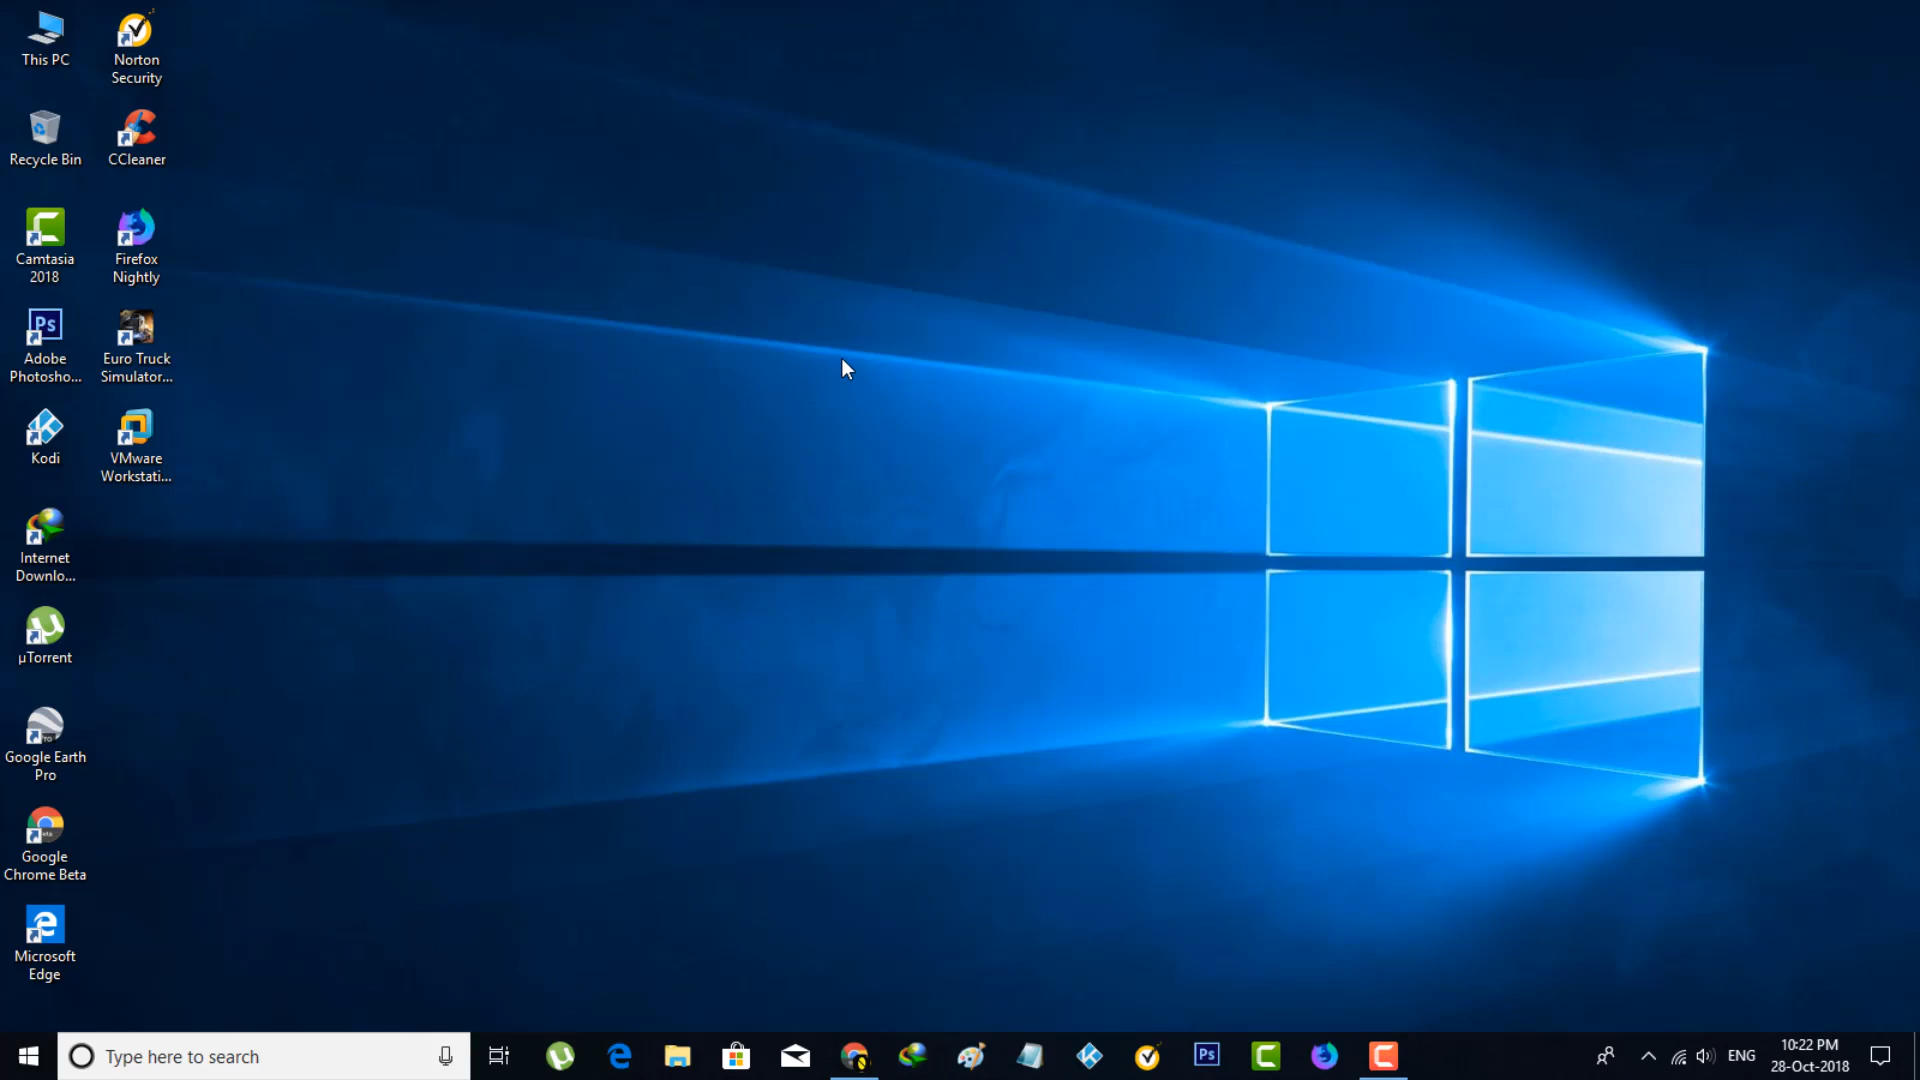 This PC
Norton
Security
Recycle Bin
CCleaner
Camtasia
2018
Firefox
Nightly
Ps
Adobe
Photosho...
Euro Truck
Simulator...
Kodi
VMware
Workstati...
Internet
Downlo...
µTorrent
Google Earth
Pro
Google
Chrome Beta
Microsoft
Edge
Type here to search
Ps
ENG
10:22 PM
28-Oct-2018